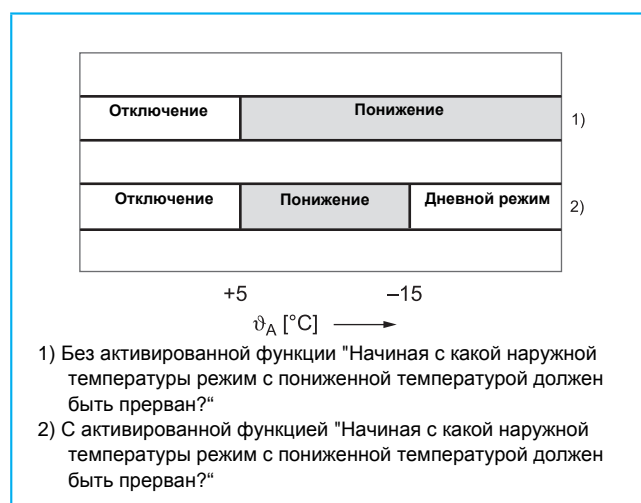 Отключение Понижение 1)
Отключение Понижение Дневной режим 2)
+5 –15
ϑA [°C]
1) Без активированной функции "Начиная с какой наружной
температуры режим с пониженной температурой должен
быть прерван?“
2) С активированной функцией "Начиная с какой наружной
температуры режим с пониженной температурой должен
быть прерван?“